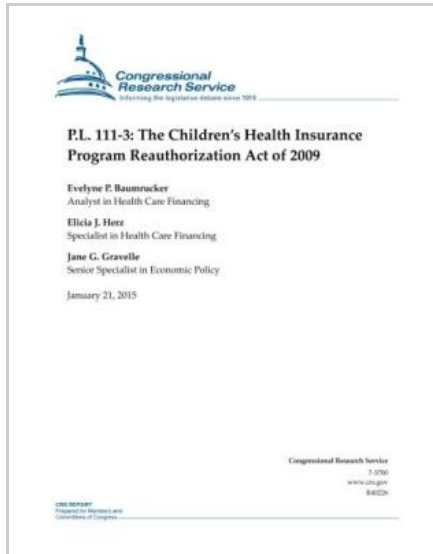 Congressional
Research Service
Informing the legislative debate since 1914
P.L. 111-3: The Children's Health Insurance
Program Reauthorization Act of 2009
Evelyne P. Baumrucker
Analyst in Health Care Financing
Elicia J. Herz
Specialist in Health Care Financing
Jane G. Gravelle
Senior Specialist in Economic Policy
January 21, 2015
Congressional Research Service
7-5700
www.crs.gov
R40226
CRS REPORT
Prepared for Members and
Committees of Congress